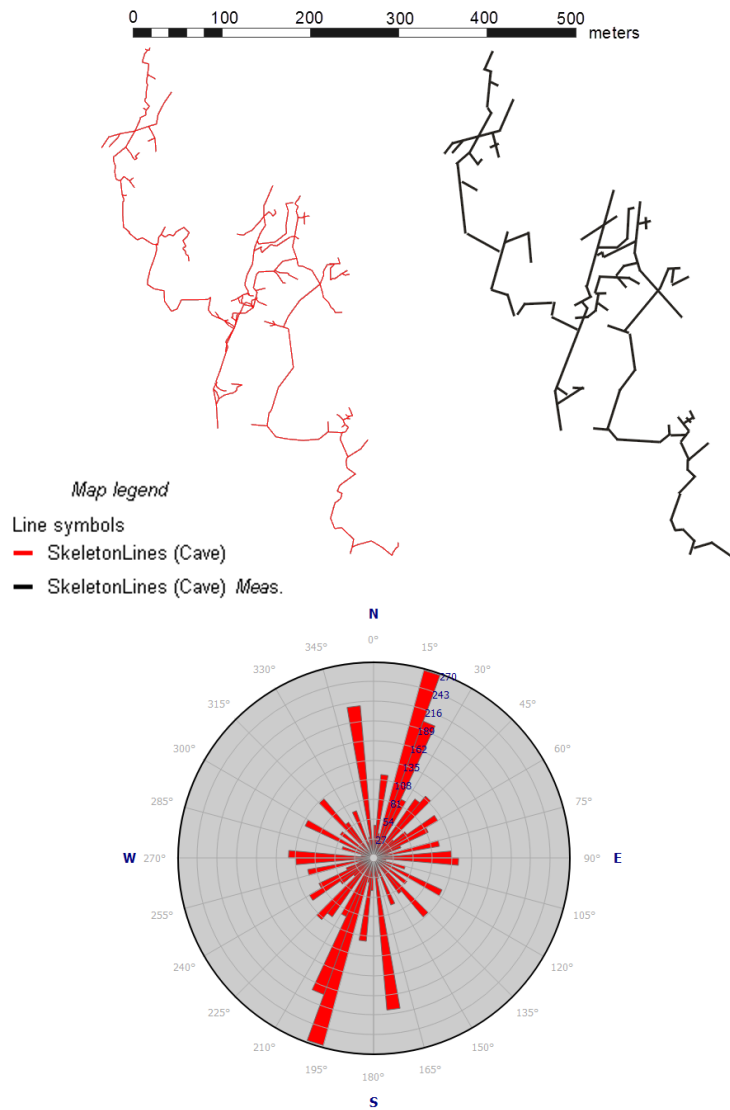 0 100 200 300 400 500
meters
Map legend
Line symbols
SkeletonLines (Cave)
SkeletonLines (Cave) Meas.
N
345° 0° 15°
330° 30°
315° 45°
300° 60°
285° 75°
W 270° 90° E
255° 105°
240° 120°
225° 135°
210° 150°
195° 180° 165°
S
270
243
216
189
162
135
108
81
54
27